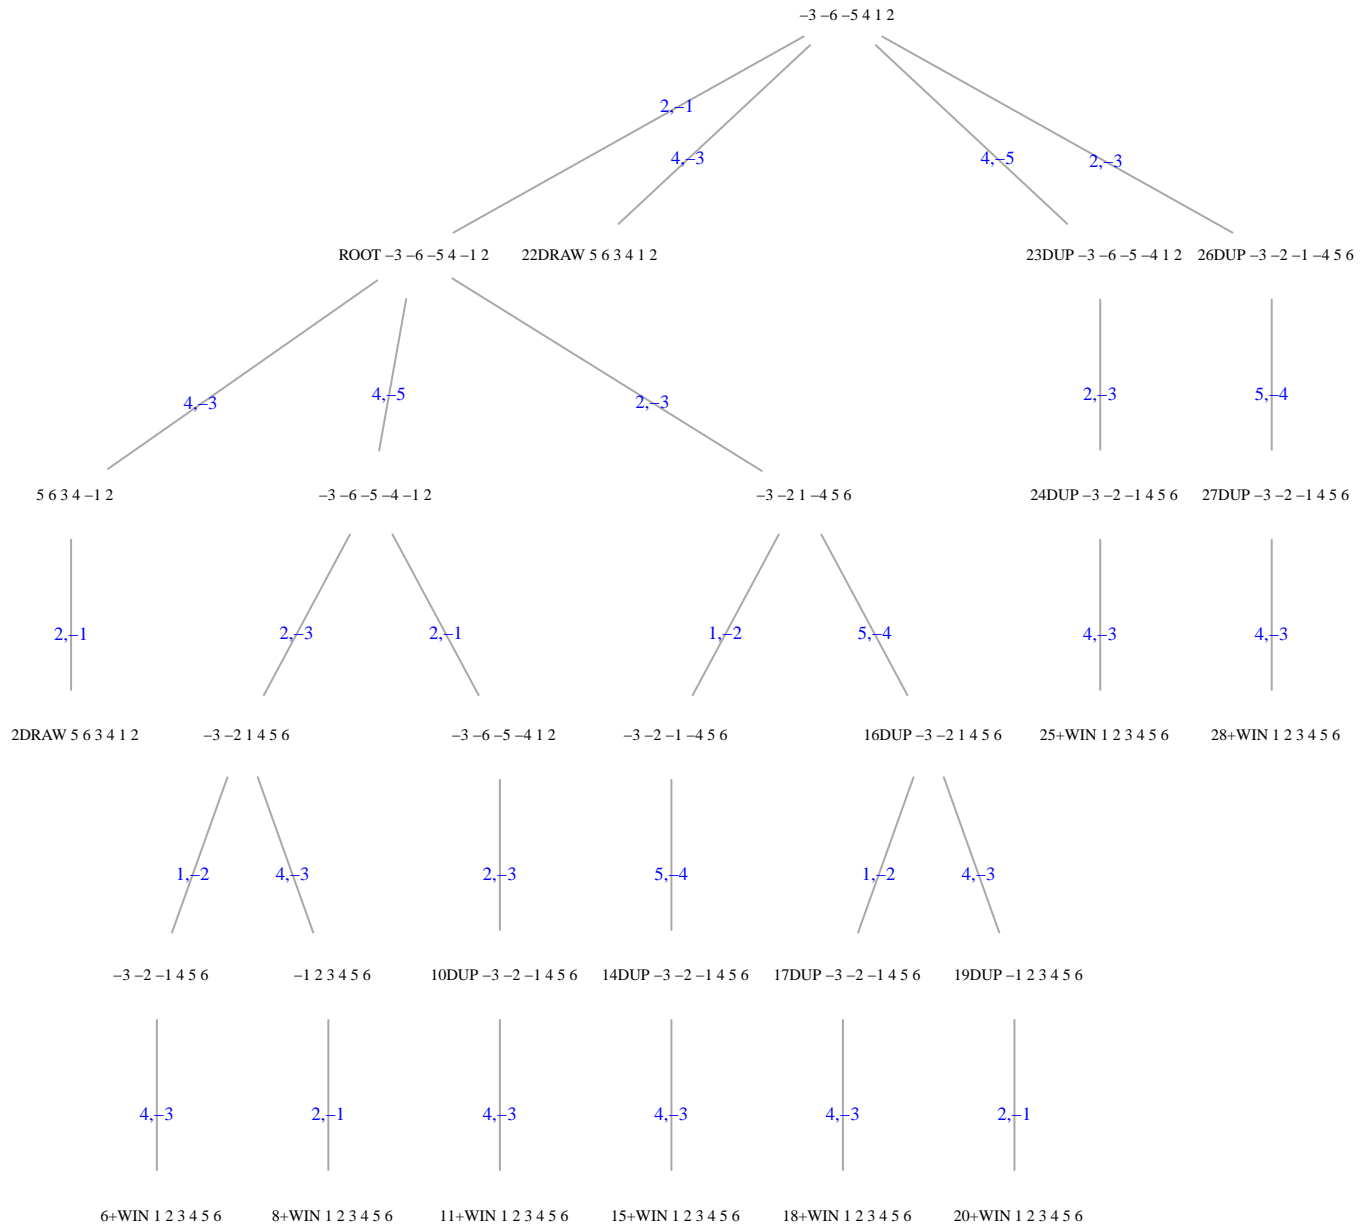 −3 −6 −5 4 1 2
2,−1
4,−3
4,−5
2,−3
ROOT −3 −6 −5 4 −1 2
22DRAW 5 6 3 4 1 2
23DUP −3 −6 −5 −4 1 2
26DUP −3 −2 −1 −4 5 6
4,−3
4,−5
2,−3
2,−3
5,−4
5 6 3 4 −1 2
−3 −6 −5 −4 −1 2
−3 −2 1 −4 5 6
24DUP −3 −2 −1 4 5 6
27DUP −3 −2 −1 4 5 6
2,−1
2,−3
2,−1
1,−2
5,−4
4,−3
4,−3
2DRAW 5 6 3 4 1 2
−3 −2 1 4 5 6
−3 −6 −5 −4 1 2
−3 −2 −1 −4 5 6
16DUP −3 −2 1 4 5 6
25+WIN 1 2 3 4 5 6
28+WIN 1 2 3 4 5 6
1,−2
4,−3
2,−3
5,−4
1,−2
4,−3
−3 −2 −1 4 5 6
−1 2 3 4 5 6
10DUP −3 −2 −1 4 5 6
14DUP −3 −2 −1 4 5 6
17DUP −3 −2 −1 4 5 6
19DUP −1 2 3 4 5 6
4,−3
2,−1
4,−3
4,−3
4,−3
2,−1
6+WIN 1 2 3 4 5 6
8+WIN 1 2 3 4 5 6
11+WIN 1 2 3 4 5 6
15+WIN 1 2 3 4 5 6
18+WIN 1 2 3 4 5 6
20+WIN 1 2 3 4 5 6